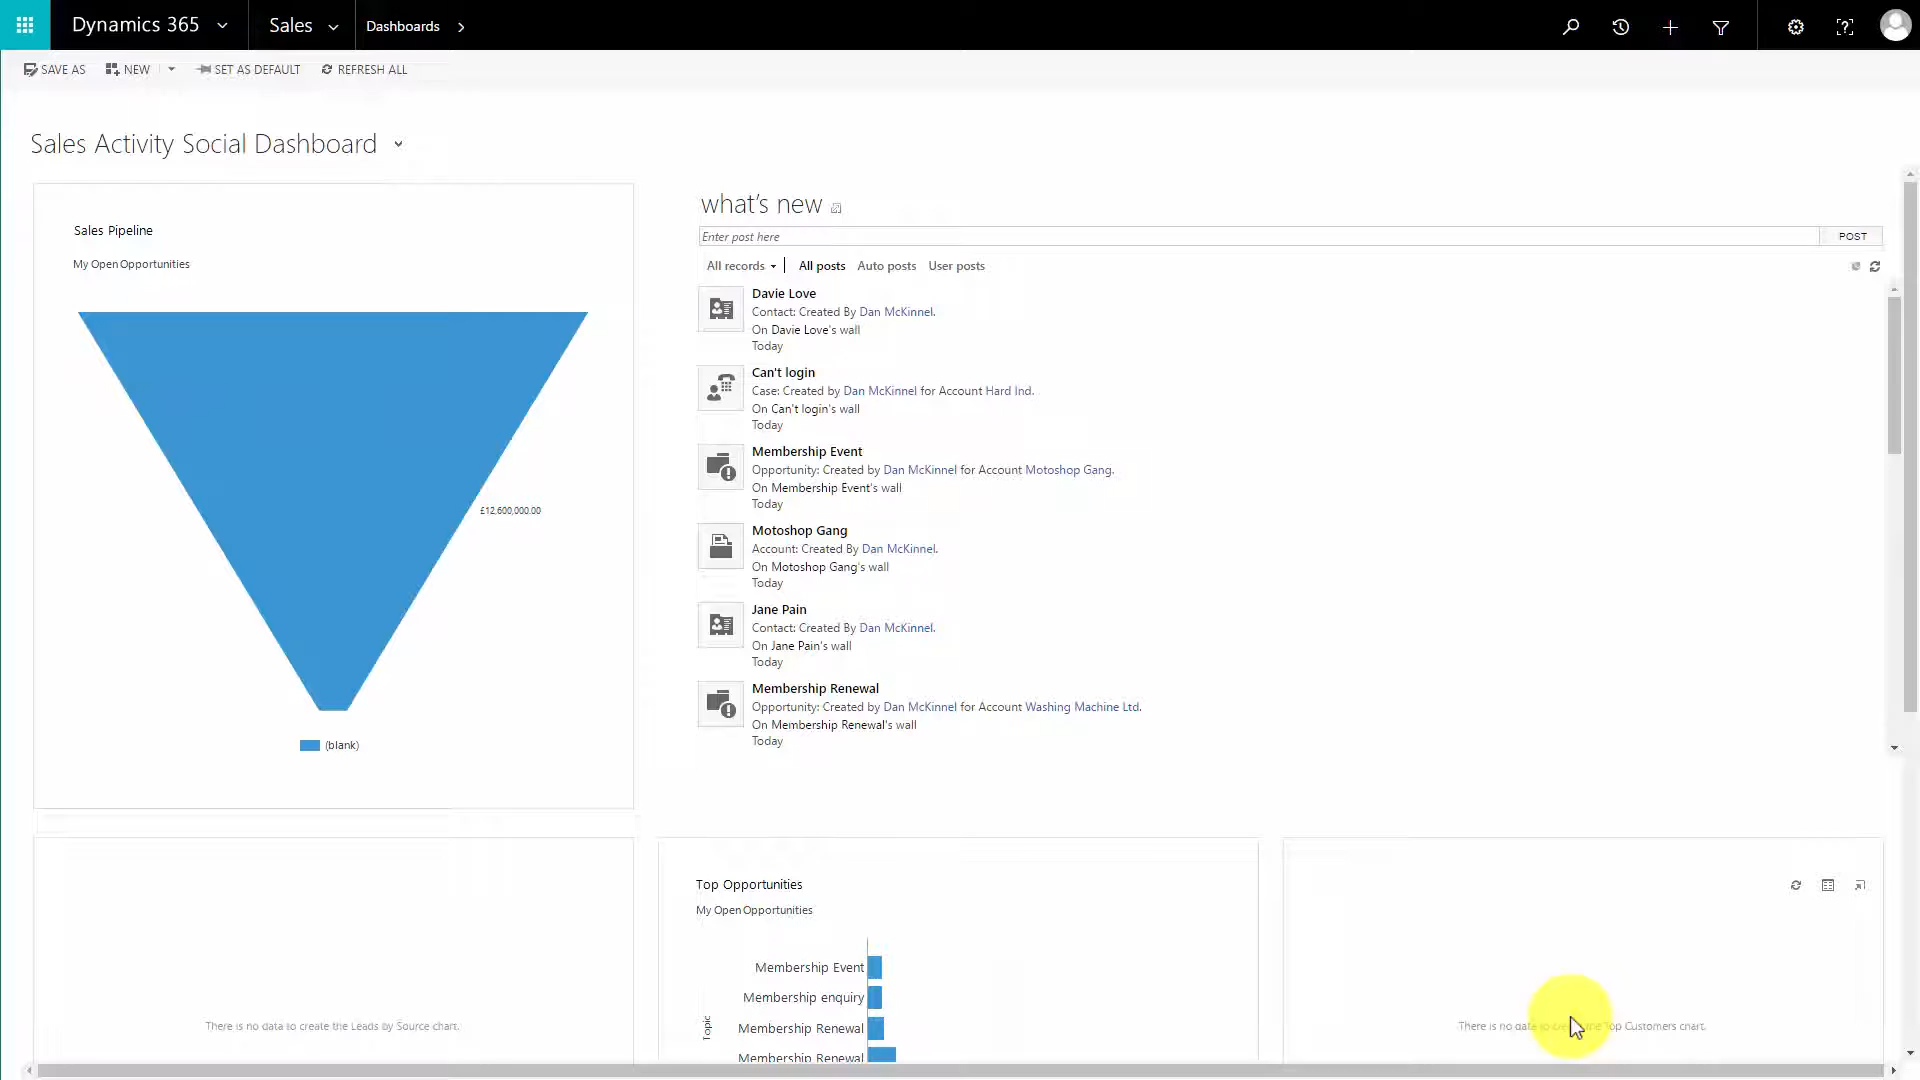 Dynamics 365
Sales
Dashboards
SAVE AS
NEW
SET AS DEFAULT
REFRESH ALL
Sales Activity Social Dashboard
Sales Pipeline
My Open Opportunities
£12,600,000.00
(blank)
what's new
Enter post here
POST
All records
All posts
Auto posts
User posts
Davie Love
Contact: Created By Dan McKinnel.
On Davie Love's wall
Today
Can't login
Case: Created by Dan McKinnel for Account Hard Ind.
On Can't login's wall
Today
Membership Event
Opportunity: Created by Dan McKinnel for Account Motoshop Gang.
On Membership Event's wall
Today
Motoshop Gang
Account: Created By Dan McKinnel.
On Motoshop Gang's wall
Today
Jane Pain
Contact: Created By Dan McKinnel.
On Jane Pain's wall
Today
Membership Renewal
Opportunity: Created by Dan McKinnel for Account Washing Machine Ltd.
On Membership Renewal's wall
Today
There is no data to create the Leads by Source chart.
Top Opportunities
My Open Opportunities
Topic
Membership Event
Membership enquiry
Membership Renewal
Membership Renewal
There is no data to Top Customers chart.